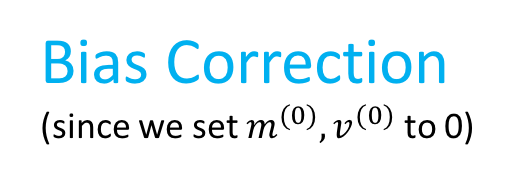 Bias Correction
(since we set m⁽⁰⁾, v⁽⁰⁾ to 0)